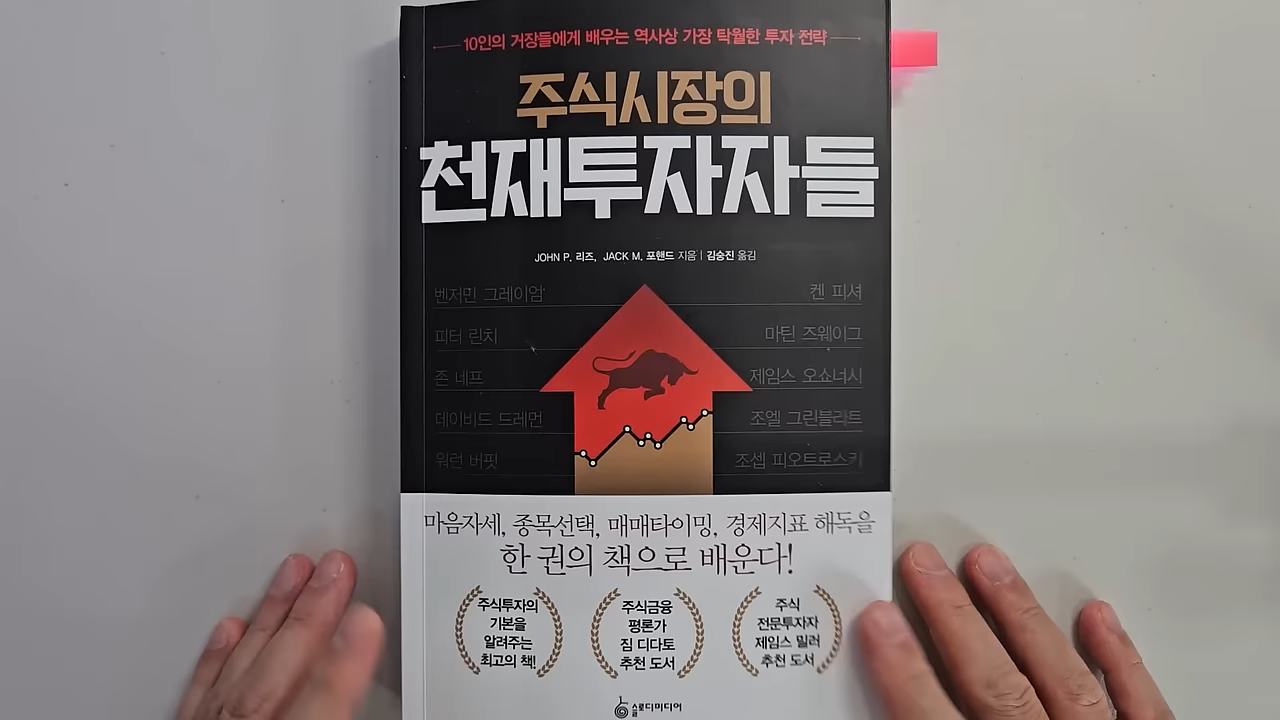 10인의 거장들에게 배우는 역사상 가장 탁월한 투자 전략
주식시장의
천재투자자들
JOHN P. 리즈, JACK M. 포핸드 지음 | 김승진 옮김
벤저민 그레이엄
켄 피셔
피터 린치
마틴 즈웨이그
존 네프
제임스 오쇼너시
데이비드 드레먼
조엘 그린블라트
워런 버핏
조셉 피오트로스키
마음자세, 종목선택, 매매타이밍, 경제지표 해독을
한 권의 책으로 배운다!
주식투자의
기본을
알려주는
최고의 책!
주식금융
평론가
짐 디다토
추천 도서
주식
전문투자자
제임스 밀러
추천 도서
스로디미디어